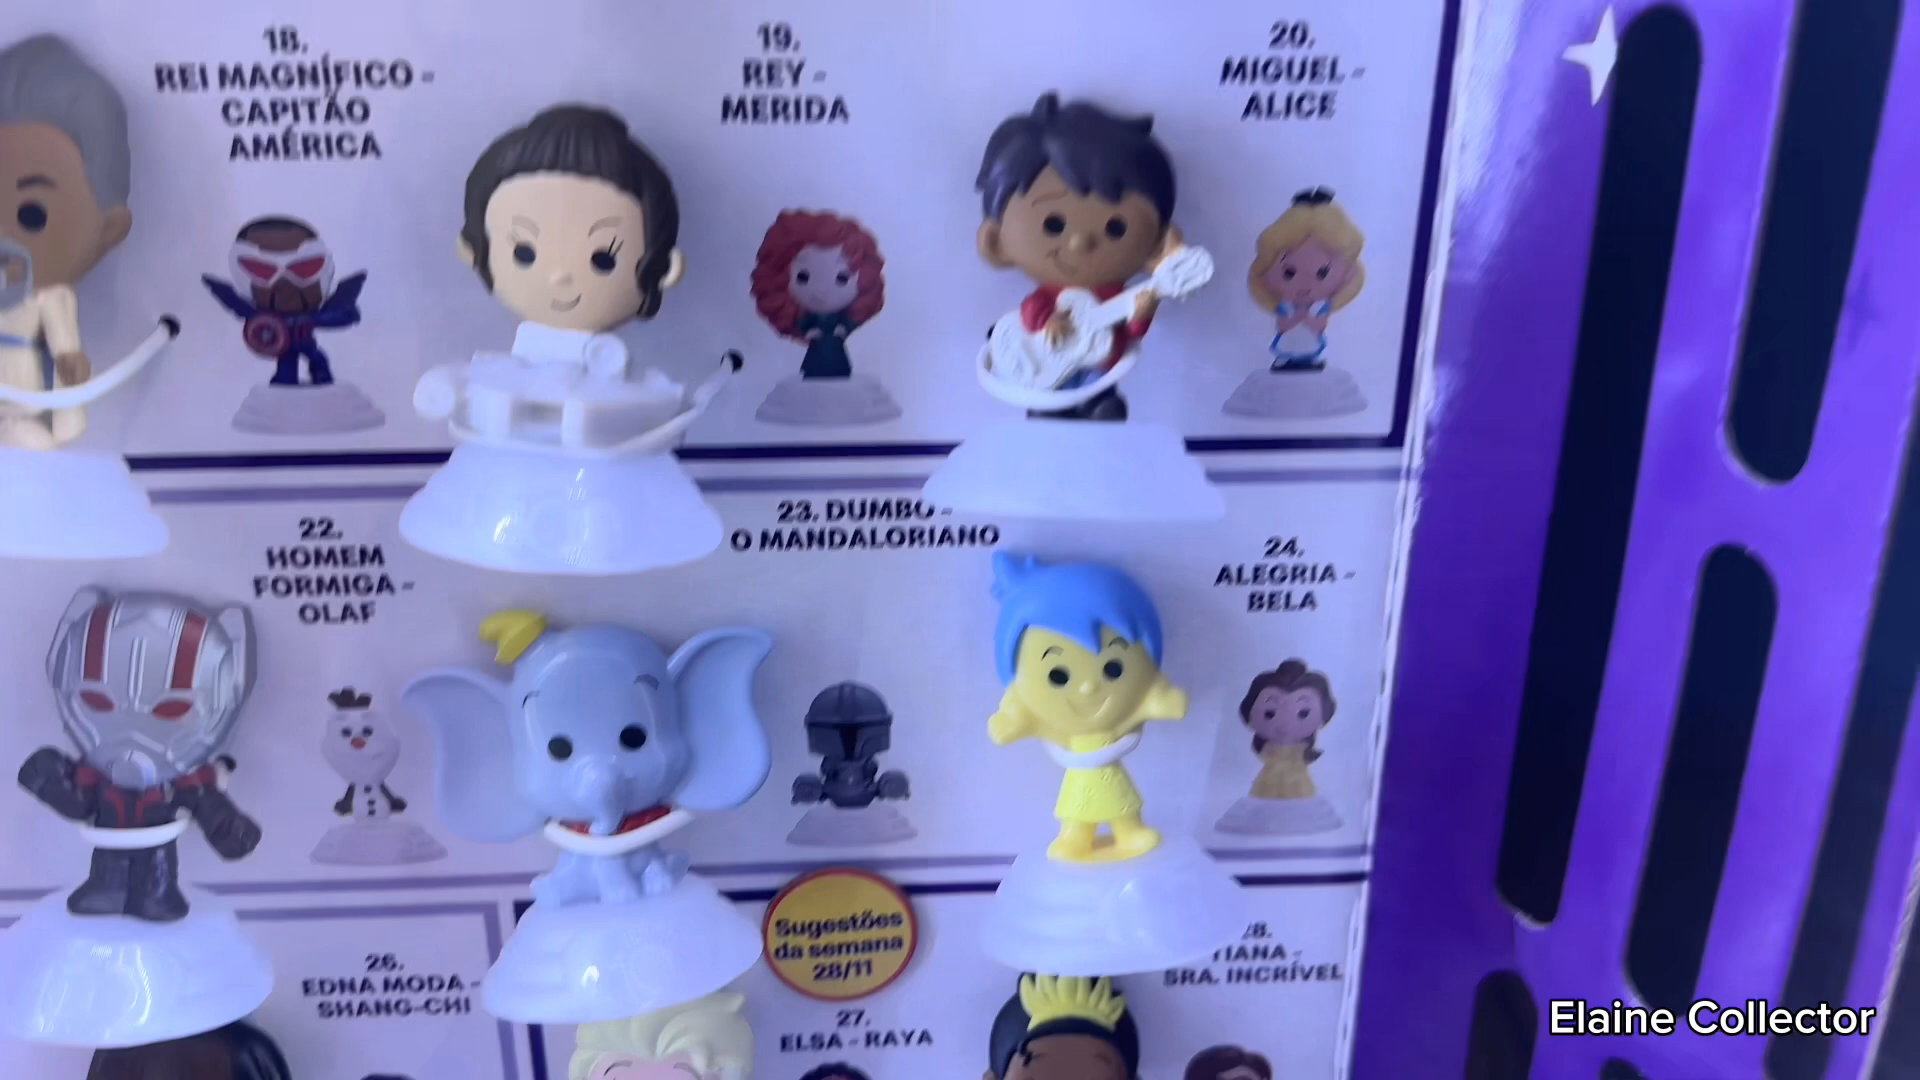 18.
REI MAGNÍFICO -
CAPITÃO
AMÉRICA
19.
REY -
MERIDA
20.
MIGUEL -
ALICE
22.
HOMEM
FORMIGA -
OLAF
23. DUMBO -
O MANDALORIANO
24.
ALEGRIA -
BELA
26.
EDNA MODA -
SHANG-CHI
Sugestões
da semana
28/11
27.
ELSA - RAYA
28.
TIANA -
SRA. INCRÍVEL
Elaine Collector